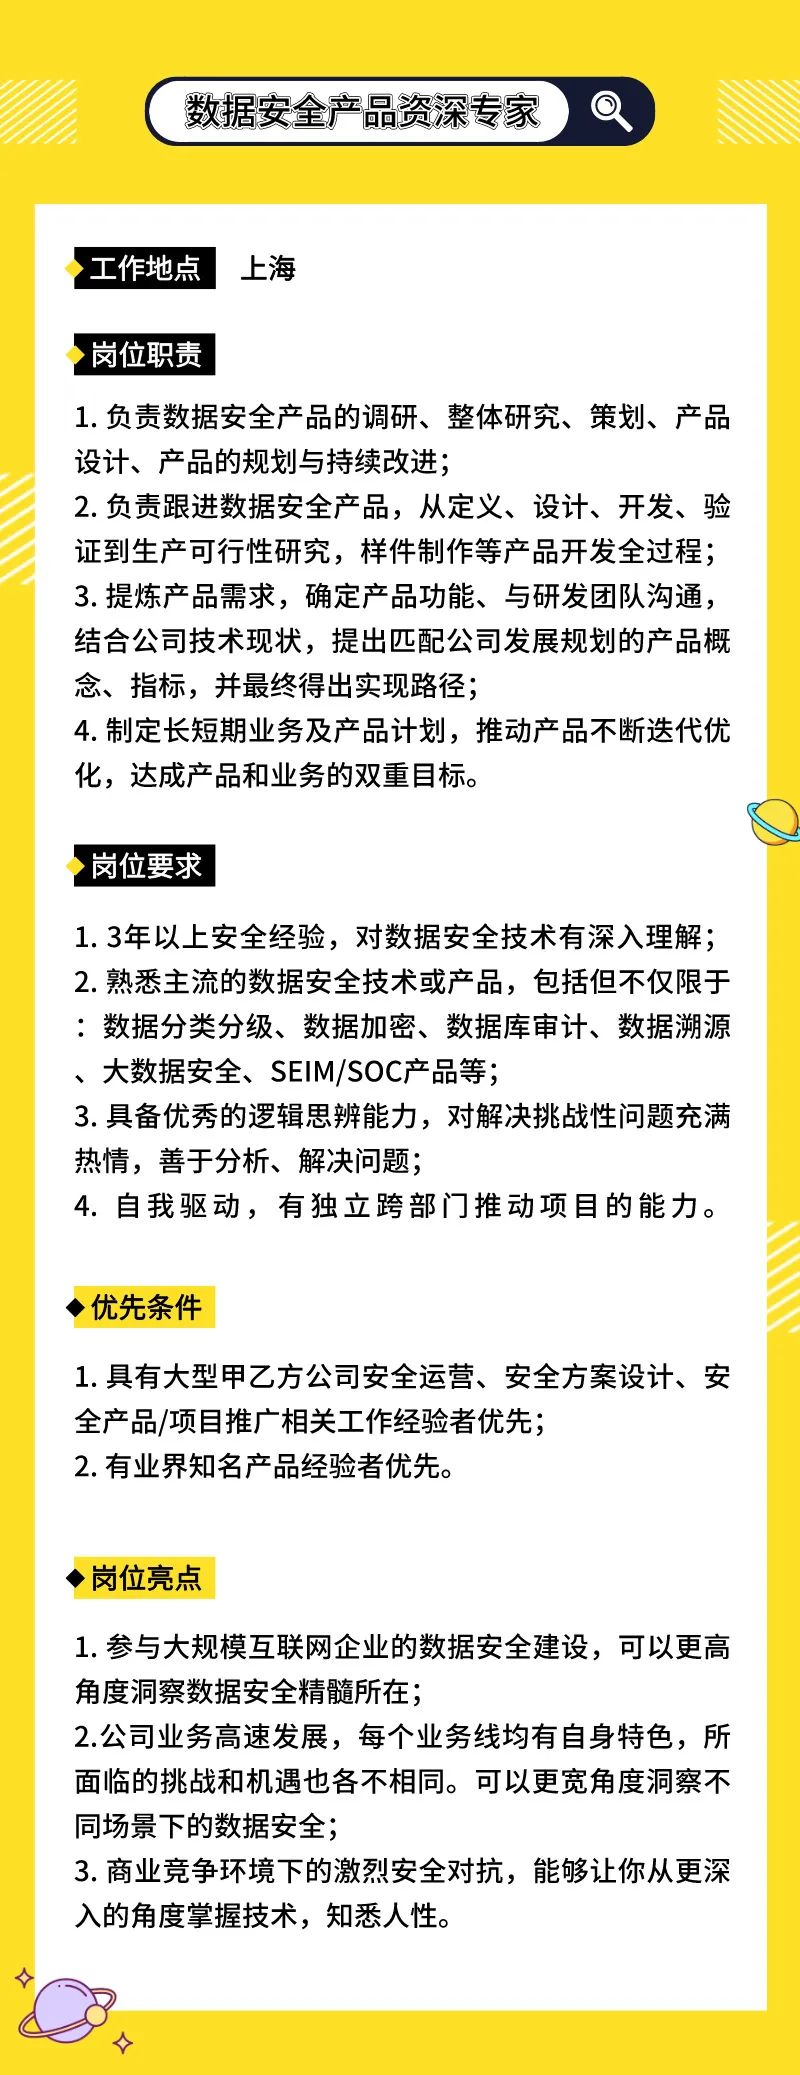 数据安全产品资深专家
工作地点 上海
岗位职责
1. 负责数据安全产品的调研、整体研究、策划、产品
设计、产品的规划与持续改进；
2. 负责跟进数据安全产品，从定义、设计、开发、验
证到生产可行性研究，样件制作等产品开发全过程；
3. 提炼产品需求，确定产品功能、与研发团队沟通，
结合公司技术现状，提出匹配公司发展规划的产品概
念、指标，并最终得出实现路径；
4. 制定长短期业务及产品计划，推动产品不断迭代优
化，达成产品和业务的双重目标。
岗位要求
1. 3年以上安全经验，对数据安全技术有深入理解；
2. 熟悉主流的数据安全技术或产品，包括但不仅限于
：数据分类分级、数据加密、数据库审计、数据溯源
、大数据安全、SEIM/SOC产品等；
3. 具备优秀的逻辑思辨能力，对解决挑战性问题充满
热情，善于分析、解决问题；
4. 自我驱动，有独立跨部门推动项目的能力。
优先条件
1. 具有大型甲乙方公司安全运营、安全方案设计、安
全产品/项目推广相关工作经验者优先；
2. 有业界知名产品经验者优先。
岗位亮点
1. 参与大规模互联网企业的数据安全建设，可以更高
角度洞察数据安全精髓所在；
2.公司业务高速发展，每个业务线均有自身特色，所
面临的挑战和机遇也各不相同。可以更宽角度洞察不
同场景下的数据安全；
3. 商业竞争环境下的激烈安全对抗，能够让你从更深
入的角度掌握技术，知悉人性。